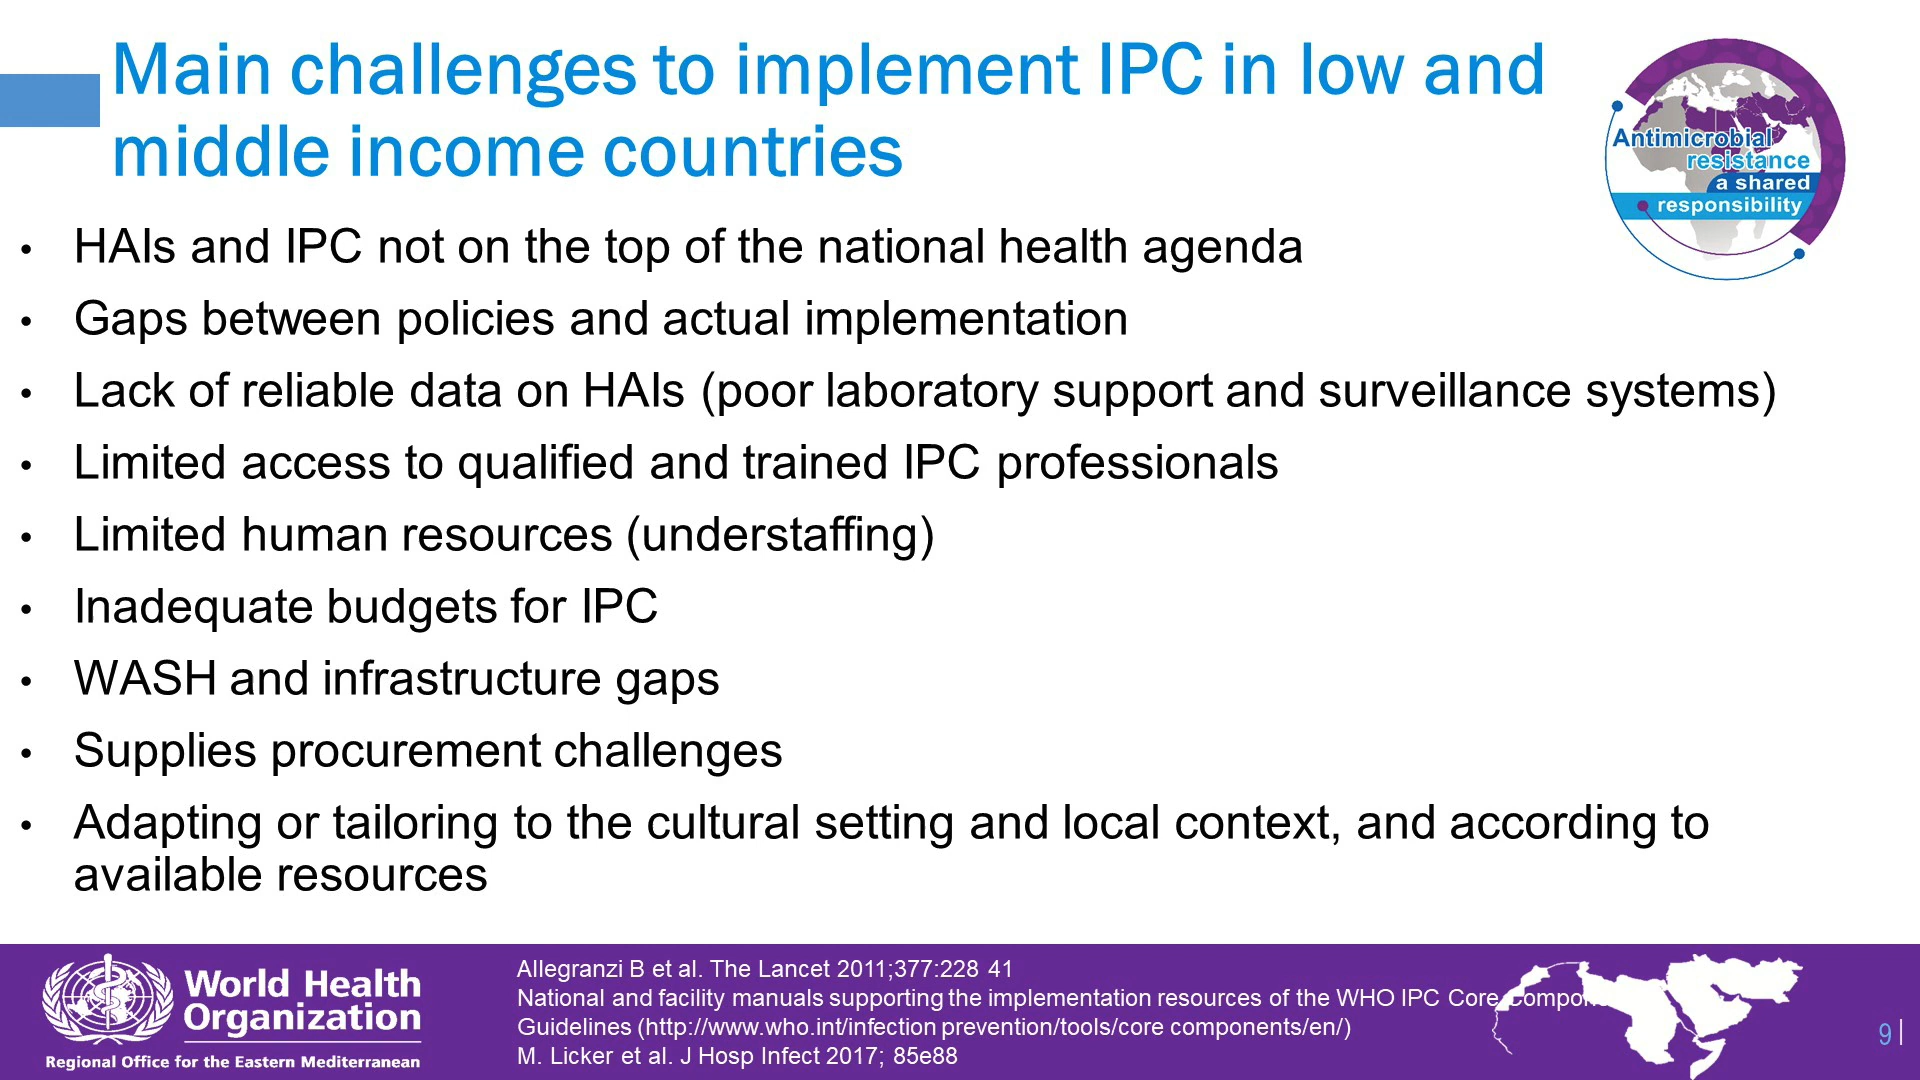 Main challenges to implement IPC in low and
middle income countries
Antimicrobial
resistance
a shared
responsibility
• HAIs and IPC not on the top of the national health agenda
• Gaps between policies and actual implementation
• Lack of reliable data on HAIs (poor laboratory support and surveillance systems)
• Limited access to qualified and trained IPC professionals
• Limited human resources (understaffing)
• Inadequate budgets for IPC
• WASH and infrastructure gaps
• Supplies procurement challenges
• Adapting or tailoring to the cultural setting and local context, and according to
available resources
World Health
Organization
Regional Office for the Eastern Mediterranean
Allegranzi B et al. The Lancet 2011;377:228 41
National and facility manuals supporting the implementation resources of the WHO IPC Core
Guidelines (http://www.who.int/infection prevention/tools/core components/en/)
M. Licker et al. J Hosp Infect 2017; 85e88
9 |